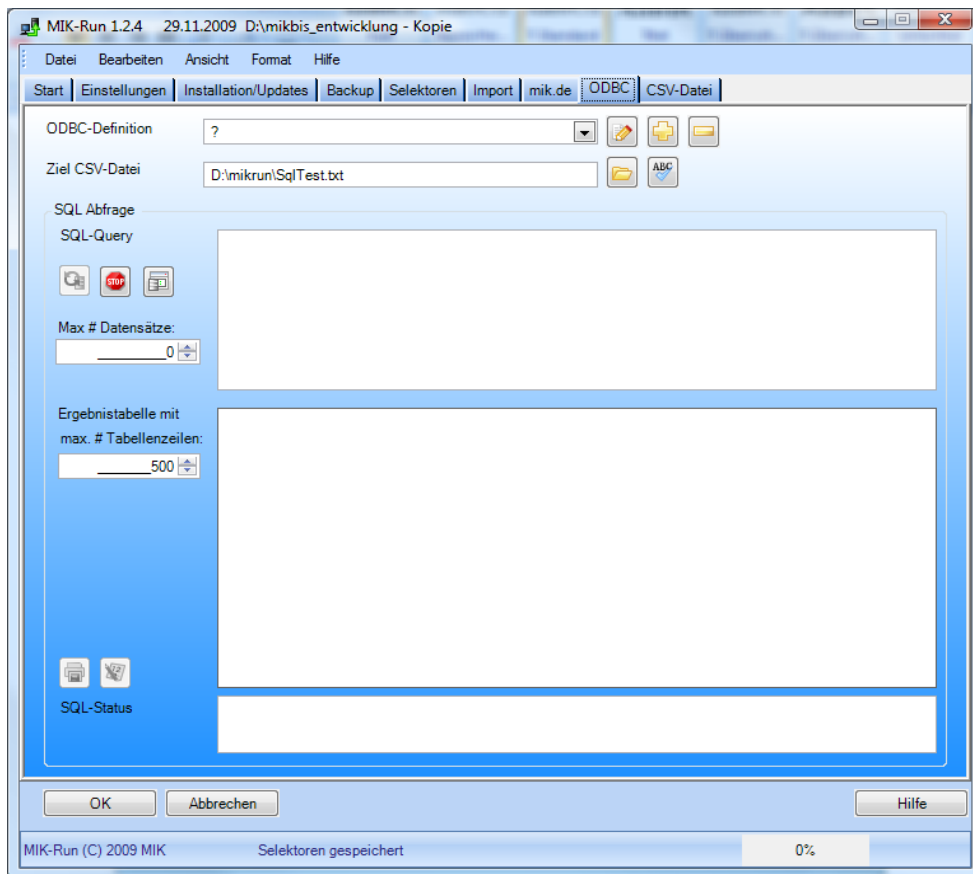 MIK-Run 1.2.4 29.11.2009 D:\mikbis_entwicklung - Kopie
Datei Bearbeiten Ansicht Format Hilfe
Start Einstellungen Installation/Updates Backup Selektoren Import mik.de ODBC CSV-Datei
ODBC-Definition ?
Ziel CSV-Datei D:\mikrun\SqlTest.txt ABC
SQL Abfrage
SQL-Query
STOP
Max # Datensätze:
________0
Ergebnistabelle mit
max. # Tabellenzeilen:
______500
SQL-Status
OK Abbrechen Hilfe
MIK-Run (C) 2009 MIK Selektoren gespeichert 0%